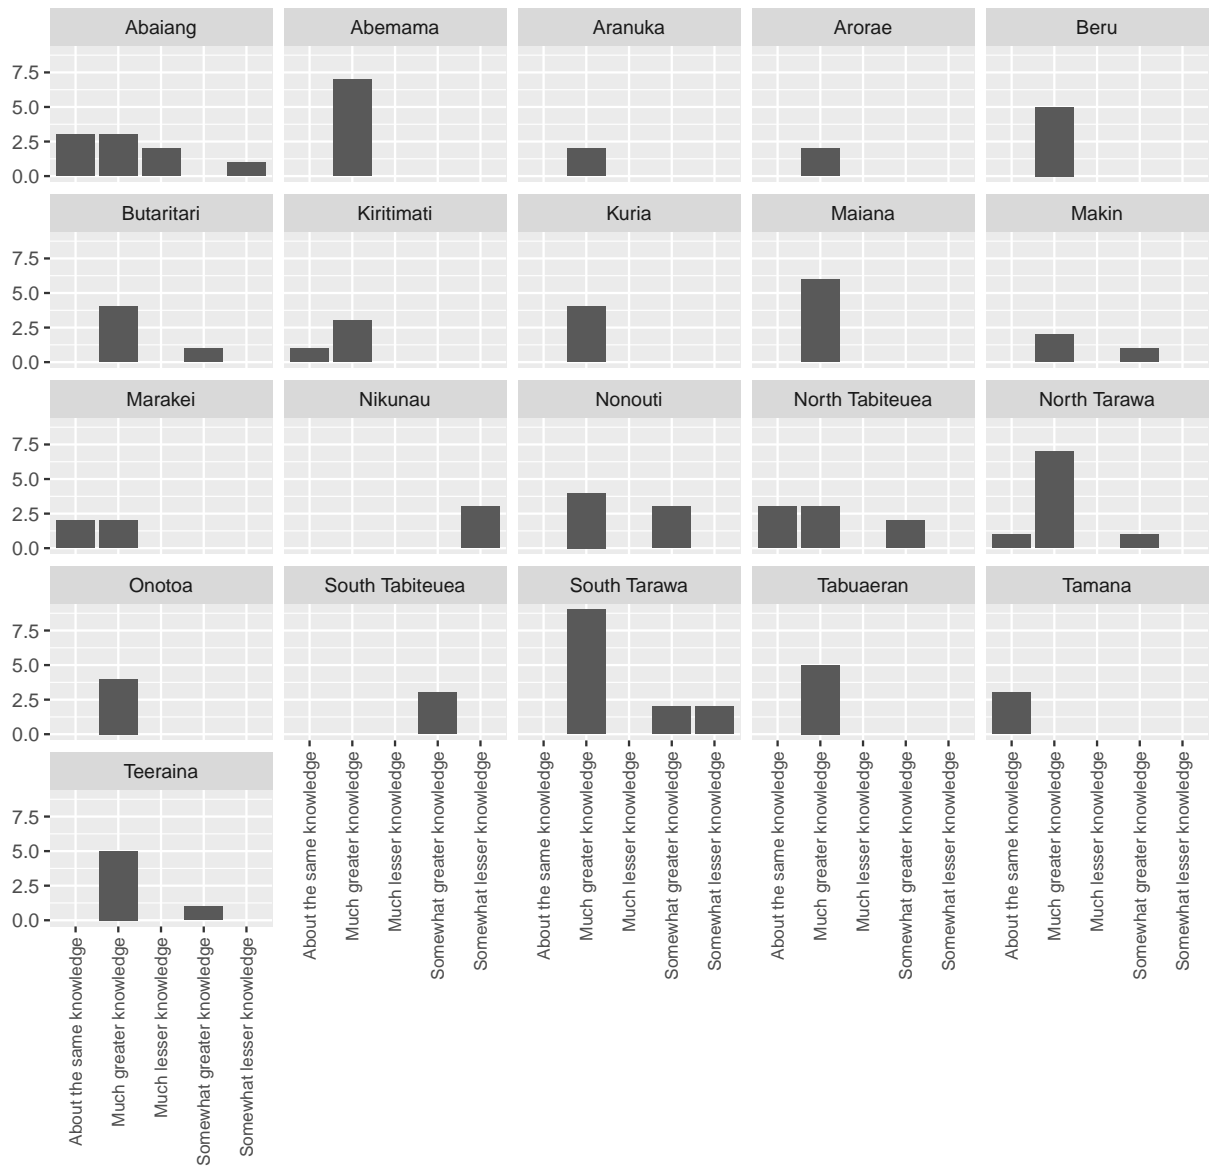 Abaiang Abemama Aranuka Arorae Beru
7.5
5.0
2.5
0.0
Butaritari Kiritimati Kuria Maiana Makin
7.5
5.0
2.5
0.0
Marakei Nikunau Nonouti North Tabiteuea North Tarawa
7.5
5.0
2.5
0.0
Onotoa South Tabiteuea South Tarawa Tabuaeran Tamana
7.5
5.0
2.5
0.0
Teeraina
7.5
5.0
2.5
0.0
About the same knowledge
Much greater knowledge
Much lesser knowledge
Somewhat greater knowledge
Somewhat lesser knowledge
About the same knowledge
Much greater knowledge
Much lesser knowledge
Somewhat greater knowledge
Somewhat lesser knowledge
About the same knowledge
Much greater knowledge
Much lesser knowledge
Somewhat greater knowledge
Somewhat lesser knowledge
About the same knowledge
Much greater knowledge
Much lesser knowledge
Somewhat greater knowledge
Somewhat lesser knowledge
About the same knowledge
Much greater knowledge
Much lesser knowledge
Somewhat greater knowledge
Somewhat lesser knowledge